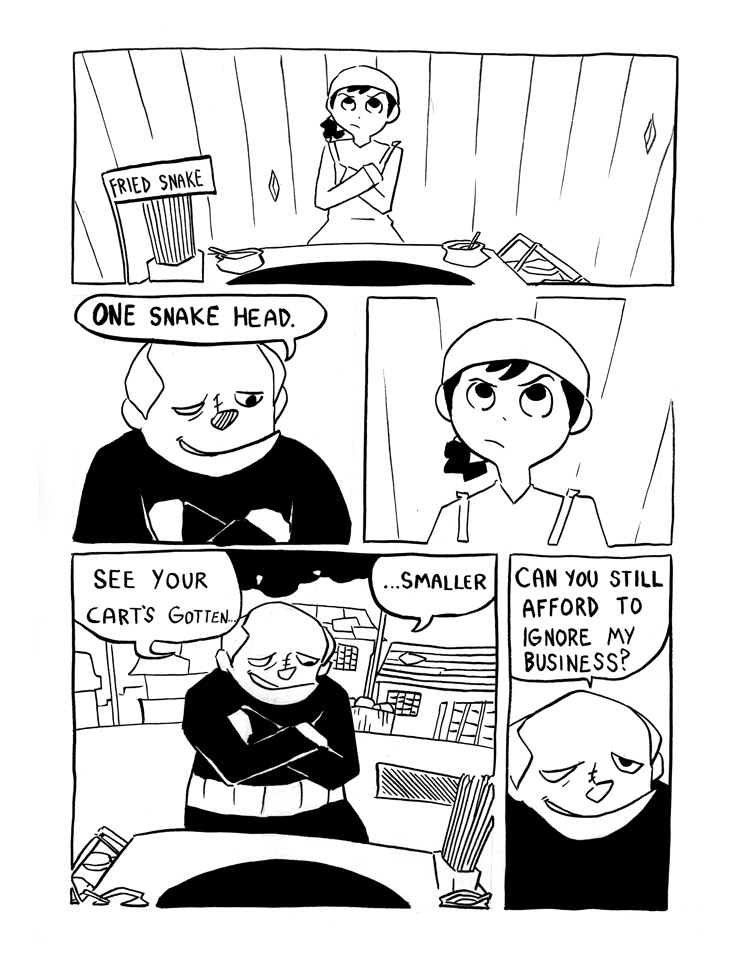 FRIED SNAKE
ONE SNAKE HEAD.
SEE YOUR
CART'S GOTTEN...
...SMALLER
CAN YOU STILL
AFFORD TO
IGNORE MY
BUSINESS?